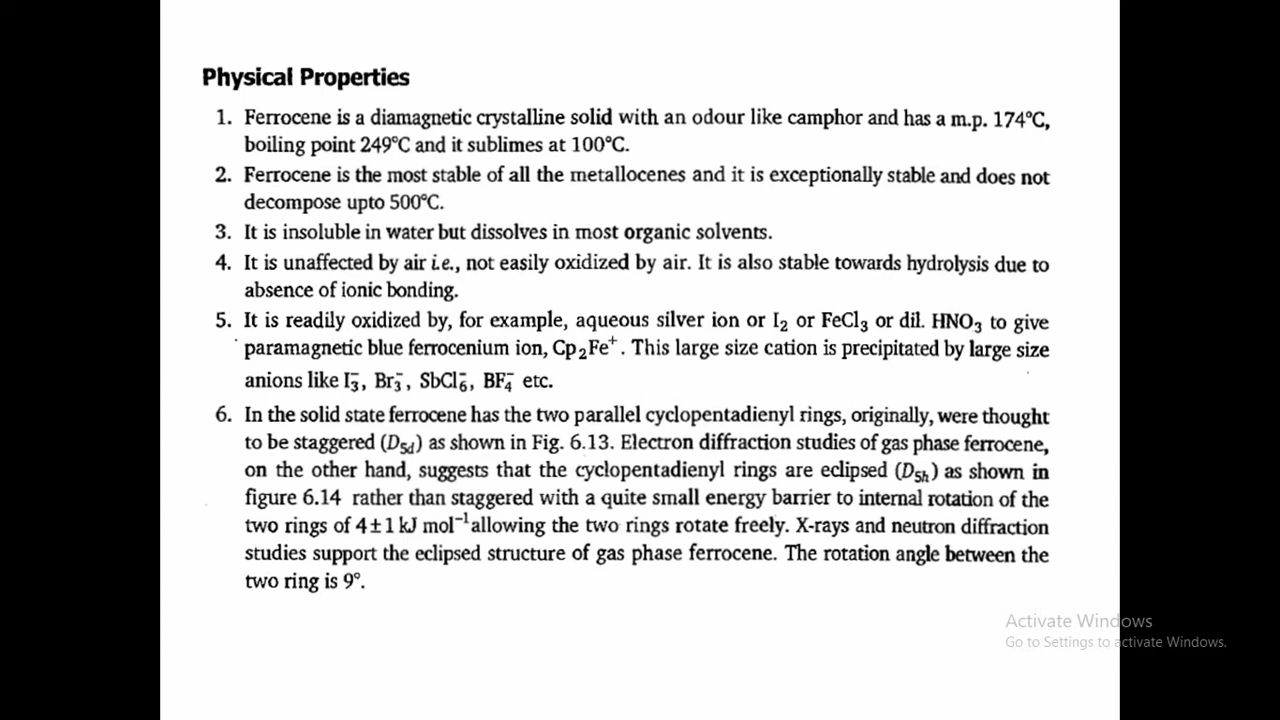 Physical Properties
1. Ferrocene is a diamagnetic crystalline solid with an odour like camphor and has a m.p. 174°C,
boiling point 249°C and it sublimes at 100°C.
2. Ferrocene is the most stable of all the metallocenes and it is exceptionally stable and does not
decompose upto 500°C.
3. It is insoluble in water but dissolves in most organic solvents.
4. It is unaffected by air i.e., not easily oxidized by air. It is also stable towards hydrolysis due to
absence of ionic bonding.
5. It is readily oxidized by, for example, aqueous silver ion or I₂ or FeCl₃ or dil. HNO₃ to give
paramagnetic blue ferrocenium ion, Cp₂Fe⁺. This large size cation is precipitated by large size
anions like I₃⁻, Br₃⁻, SbCl₆⁻, BF₄⁻ etc.
6. In the solid state ferrocene has the two parallel cyclopentadienyl rings, originally, were thought
to be staggered (D₅d) as shown in Fig. 6.13. Electron diffraction studies of gas phase ferrocene,
on the other hand, suggests that the cyclopentadienyl rings are eclipsed (D₅h) as shown in
figure 6.14 rather than staggered with a quite small energy barrier to internal rotation of the
two rings of 4±1 kJ mol⁻¹ allowing the two rings rotate freely. X-rays and neutron diffraction
studies support the eclipsed structure of gas phase ferrocene. The rotation angle between the
two ring is 9°.
Activate Windows
Go to Settings to activate Windows.